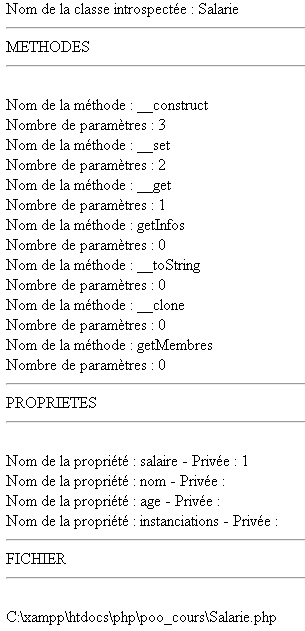 Nom de la classe introspectée : Salarie
METHODES
Nom de la méthode : __construct
Nombre de paramètres : 3
Nom de la méthode : __set
Nombre de paramètres : 2
Nom de la méthode : __get
Nombre de paramètres : 1
Nom de la méthode : getInfos
Nombre de paramètres : 0
Nom de la méthode : __toString
Nombre de paramètres : 0
Nom de la méthode : __clone
Nombre de paramètres : 0
Nom de la méthode : getMembres
Nombre de paramètres : 0
PROPRIETES
Nom de la propriété : salaire - Privée : 1
Nom de la propriété : nom - Privée :
Nom de la propriété : age - Privée :
Nom de la propriété : instanciations - Privée :
FICHIER
C:\xampp\htdocs\php\poo_cours\Salarie.php